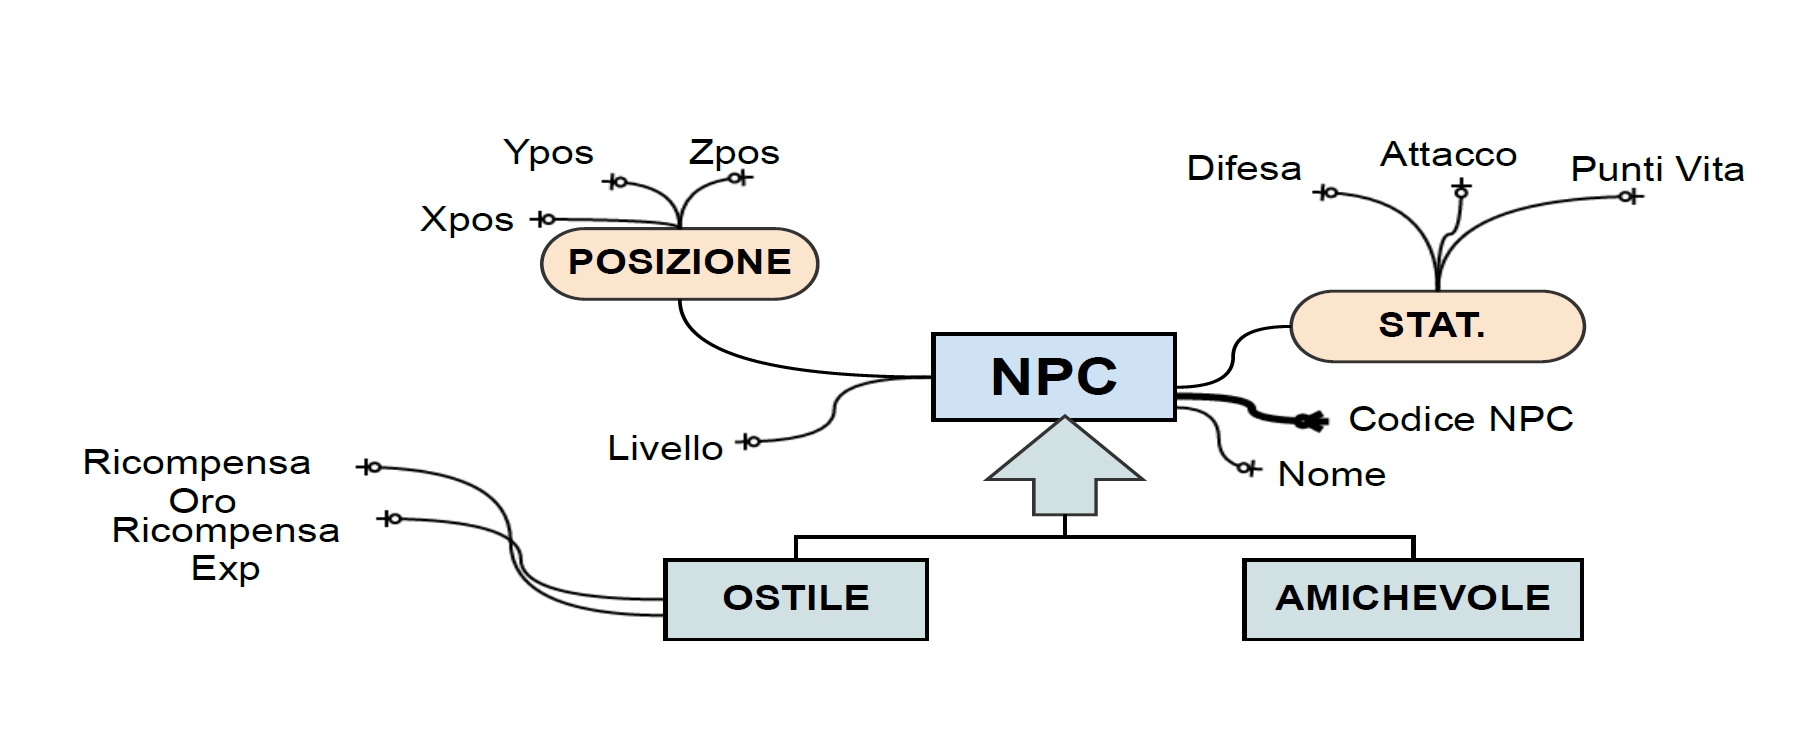 Ypos
Zpos
Xpos
POSIZIONE
Difesa
Attacco
Punti Vita
STAT.
NPC
Livello
Codice NPC
Nome
Ricompensa
Oro
Ricompensa
Exp
OSTILE
AMICHEVOLE